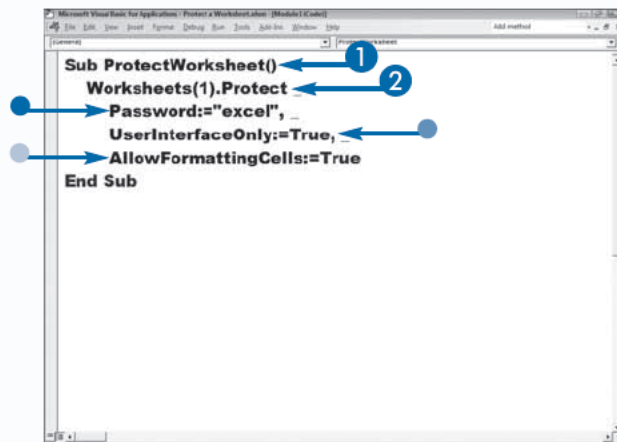 Microsoft Visual Basic for Applications - Protect a Worksheet.xlsm - [Module1 (Code)]
File Edit View Insert Format Debug Run Tools Add-Ins Window Help Add method
(General) ProtectWorksheet
Sub ProtectWorksheet() 1
Worksheets(1).Protect _ 2
Password:="excel", _
UserInterfaceOnly:=True, _
AllowFormattingCells:=True
End Sub